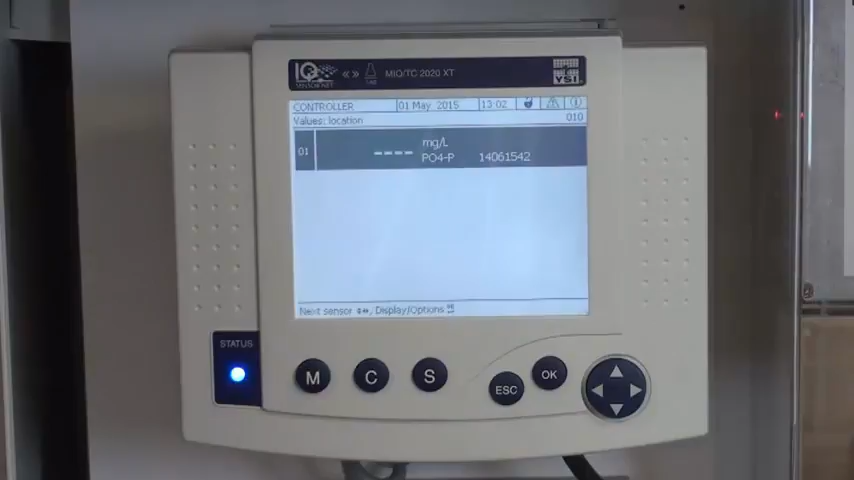 IQ
SENSOR NET
LAB
MIQ/TC 2020 XT
YSI
CONTROLLER 01 May 2015 13:02
Values: location 010
01 ---- mg/L
PO4-P 14061542
Next sensor, Display/Options
STATUS
M C S ESC OK